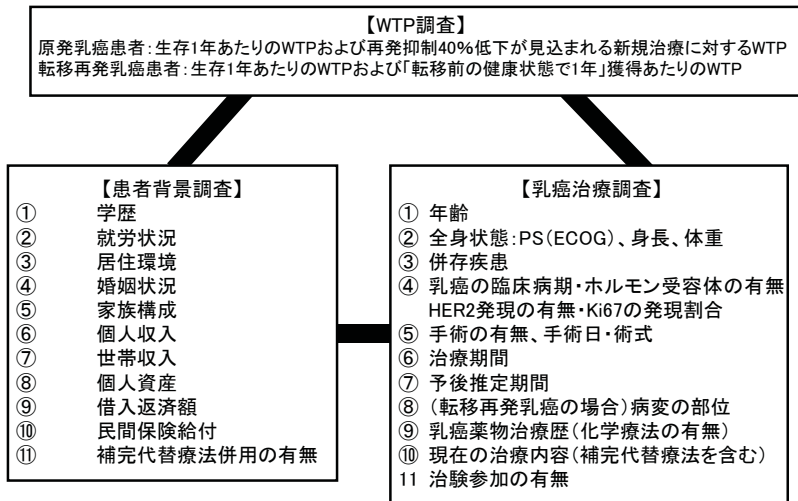 【WTP調査】
原発乳癌患者：生存1年あたりのWTPおよび再発抑制40%低下が見込まれる新規治療に対するWTP
転移再発乳癌患者：生存1年あたりのWTPおよび「転移前の健康状態で1年」獲得あたりのWTP
【患者背景調査】
① 学歴
② 就労状況
③ 居住環境
④ 婚姻状況
⑤ 家族構成
⑥ 個人収入
⑦ 世帯収入
⑧ 個人資産
⑨ 借入返済額
⑩ 民間保険給付
⑪ 補完代替療法併用の有無
【乳癌治療調査】
① 年齢
② 全身状態：PS(ECOG)、身長、体重
③ 併存疾患
④ 乳癌の臨床病期・ホルモン受容体の有無
HER2発現の有無・Ki67の発現割合
⑤ 手術の有無、手術日・術式
⑥ 治療期間
⑦ 予後推定期間
⑧ (転移再発乳癌の場合)病変の部位
⑨ 乳癌薬物治療歴(化学療法の有無)
⑩ 現在の治療内容(補完代替療法を含む)
11 治験参加の有無